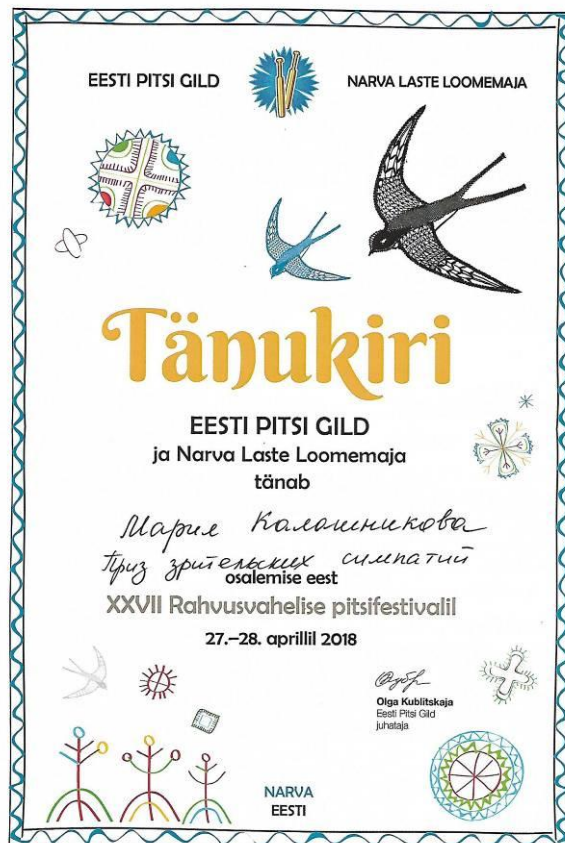 EESTI PITSI GILD
NARVA LASTE LOOMEMAJA
Tänukiri
EESTI PITSI GILD
ja Narva Laste Loomemaja
tänab
Мария Калашникова
Приз зрительских симпатий
osalemise eest
XXVII Rahvusvahelise pitsifestivalil
27.–28. aprillil 2018
Olga Kublitskaja
Eesti Pitsi Gild
juhataja
NARVA
EESTI